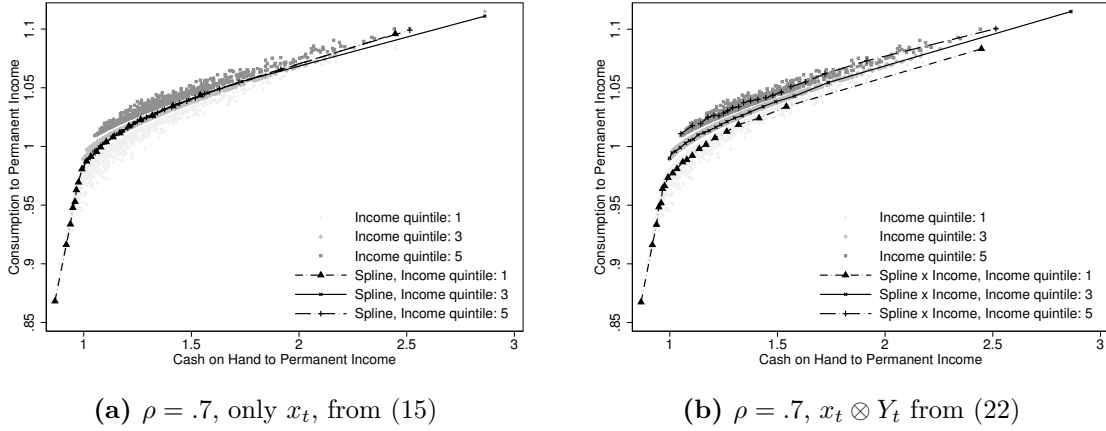 Consumption to Permanent Income
.85 .9 .95 1 1.05 1.1
Income quintile: 1
Income quintile: 3
Income quintile: 5
Spline, Income quintile: 1
Spline, Income quintile: 3
Spline, Income quintile: 5
1 1.5 2 2.5 3
Cash on Hand to Permanent Income
(a) ρ = .7, only x_t, from (15)
Consumption to Permanent Income
.85 .9 .95 1 1.05 1.1
Income quintile: 1
Income quintile: 3
Income quintile: 5
Spline x Income, Income quintile: 1
Spline x Income, Income quintile: 3
Spline x Income, Income quintile: 5
1 1.5 2 2.5 3
Cash on Hand to Permanent Income
(b) ρ = .7, x_t ⊗ Y_t from (22)